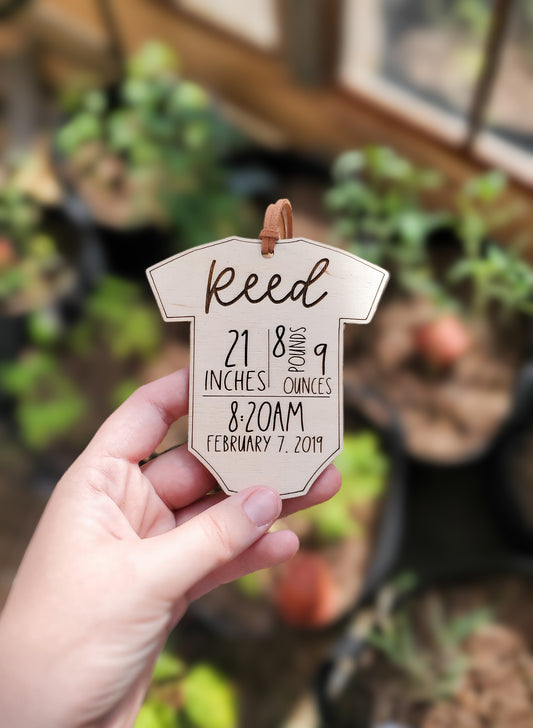 Reed
21
INCHES
8
POUNDS
9
OUNCES
8:20AM
FEBRUARY 7. 2019